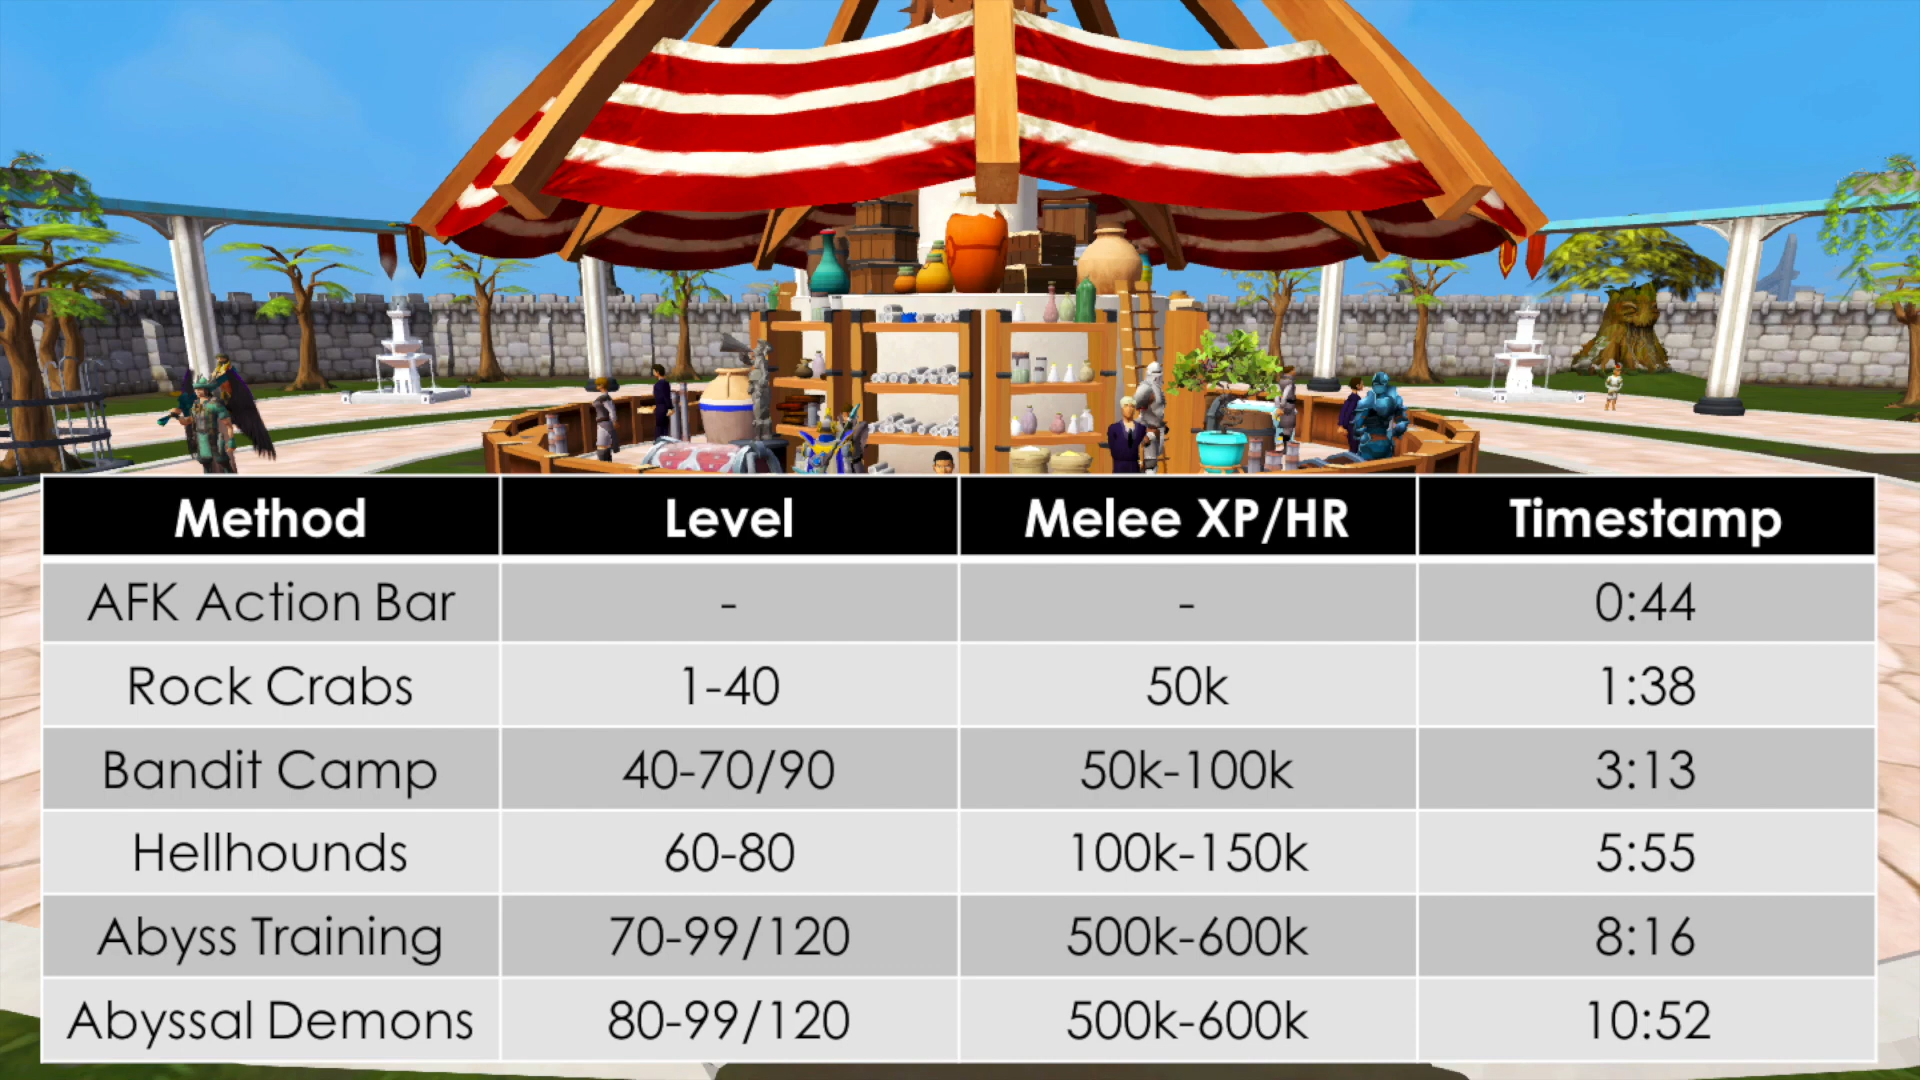 Method Level Melee XP/HR Timestamp
AFK Action Bar - - 0:44
Rock Crabs 1-40 50k 1:38
Bandit Camp 40-70/90 50k-100k 3:13
Hellhounds 60-80 100k-150k 5:55
Abyss Training 70-99/120 500k-600k 8:16
Abyssal Demons 80-99/120 500k-600k 10:52